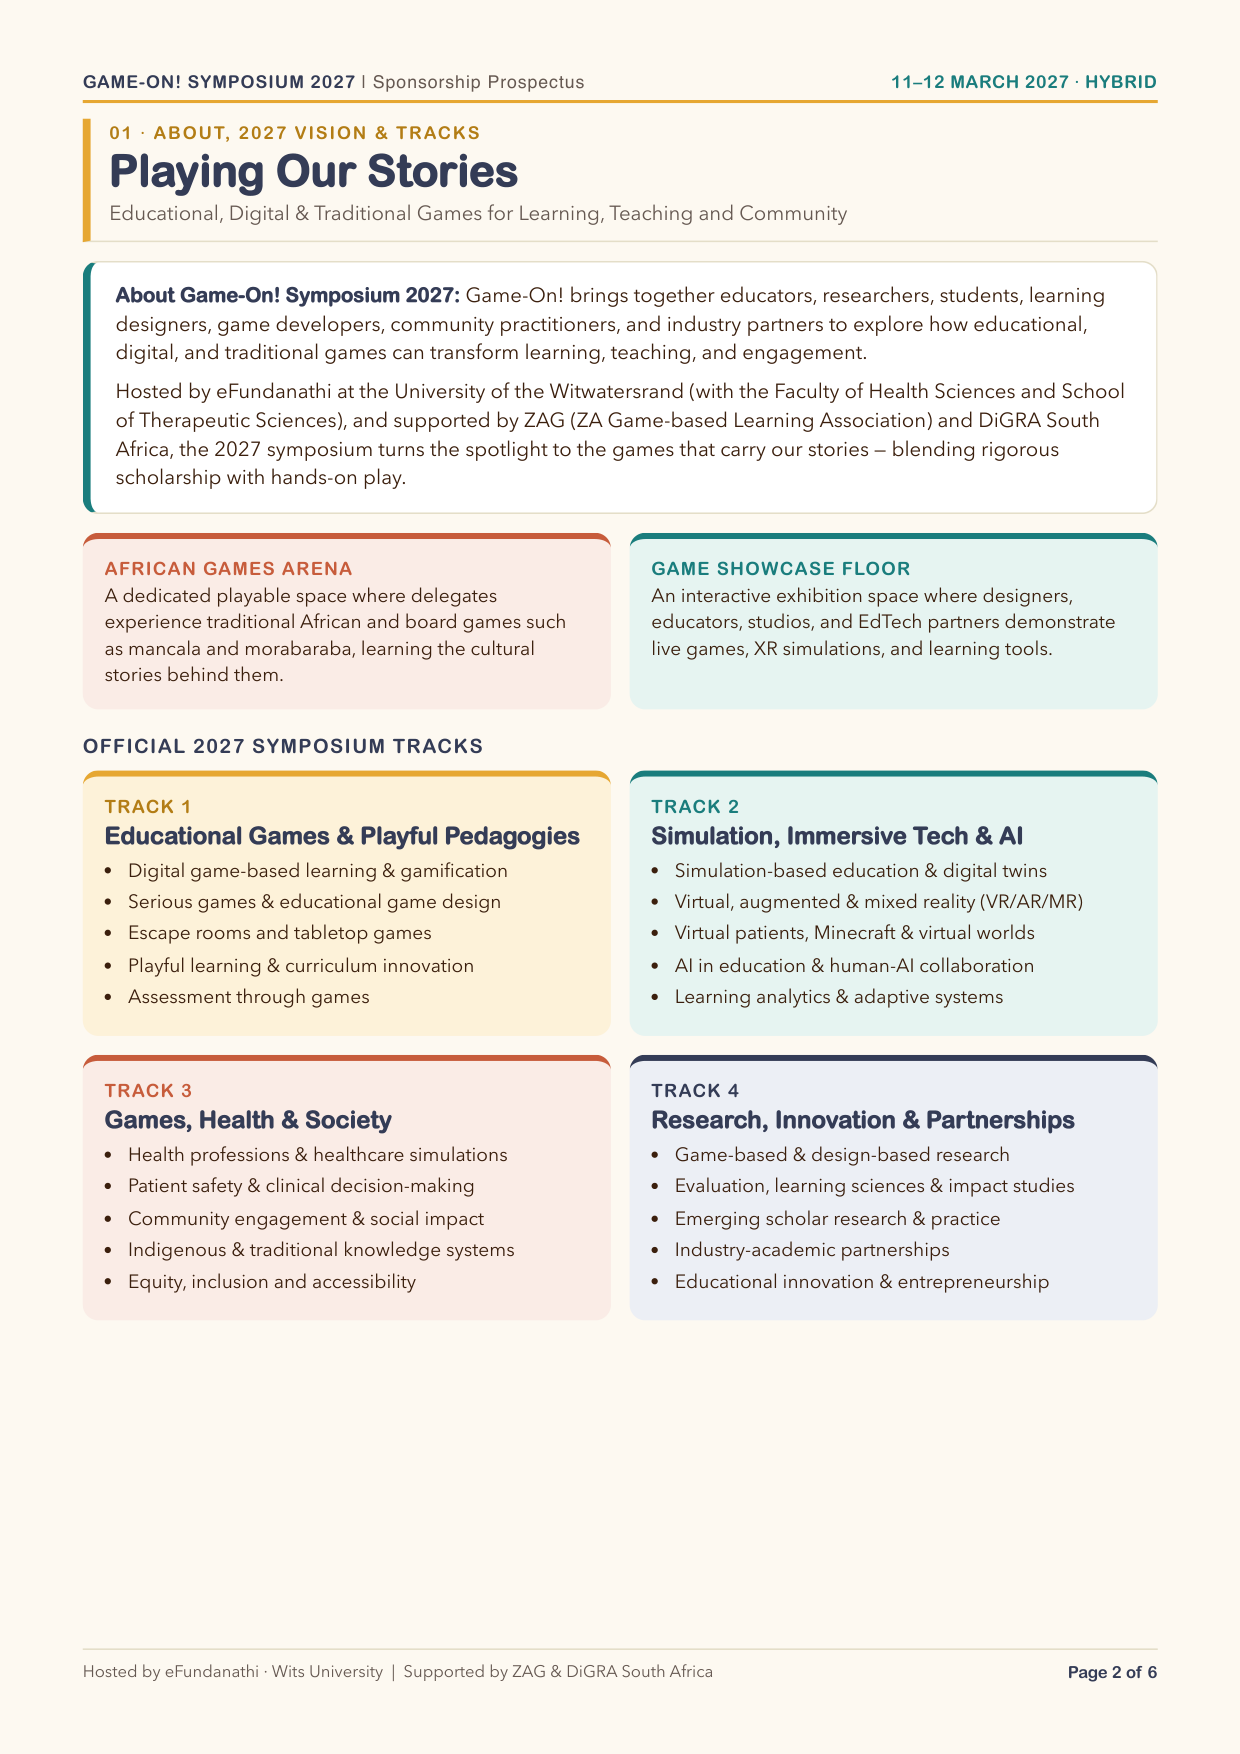 GAME-ON! SYMPOSIUM 2027 | Sponsorship Prospectus
11–12 MARCH 2027 · HYBRID
01 · ABOUT, 2027 VISION & TRACKS
Playing Our Stories
Educational, Digital & Traditional Games for Learning, Teaching and Community
About Game-On! Symposium 2027: Game-On! brings together educators, researchers, students, learning
designers, game developers, community practitioners, and industry partners to explore how educational,
digital, and traditional games can transform learning, teaching, and engagement.
Hosted by eFundanathi at the University of the Witwatersrand (with the Faculty of Health Sciences and School
of Therapeutic Sciences), and supported by ZAG (ZA Game-based Learning Association) and DiGRA South
Africa, the 2027 symposium turns the spotlight to the games that carry our stories — blending rigorous
scholarship with hands-on play.
AFRICAN GAMES ARENA
A dedicated playable space where delegates
experience traditional African and board games such
as mancala and morabaraba, learning the cultural
stories behind them.
GAME SHOWCASE FLOOR
An interactive exhibition space where designers,
educators, studios, and EdTech partners demonstrate
live games, XR simulations, and learning tools.
OFFICIAL 2027 SYMPOSIUM TRACKS
TRACK 1
Educational Games & Playful Pedagogies
• Digital game-based learning & gamification
• Serious games & educational game design
• Escape rooms and tabletop games
• Playful learning & curriculum innovation
• Assessment through games
TRACK 2
Simulation, Immersive Tech & AI
• Simulation-based education & digital twins
• Virtual, augmented & mixed reality (VR/AR/MR)
• Virtual patients, Minecraft & virtual worlds
• AI in education & human-AI collaboration
• Learning analytics & adaptive systems
TRACK 3
Games, Health & Society
• Health professions & healthcare simulations
• Patient safety & clinical decision-making
• Community engagement & social impact
• Indigenous & traditional knowledge systems
• Equity, inclusion and accessibility
TRACK 4
Research, Innovation & Partnerships
• Game-based & design-based research
• Evaluation, learning sciences & impact studies
• Emerging scholar research & practice
• Industry-academic partnerships
• Educational innovation & entrepreneurship
Hosted by eFundanathi · Wits University | Supported by ZAG & DiGRA South Africa
Page 2 of 6